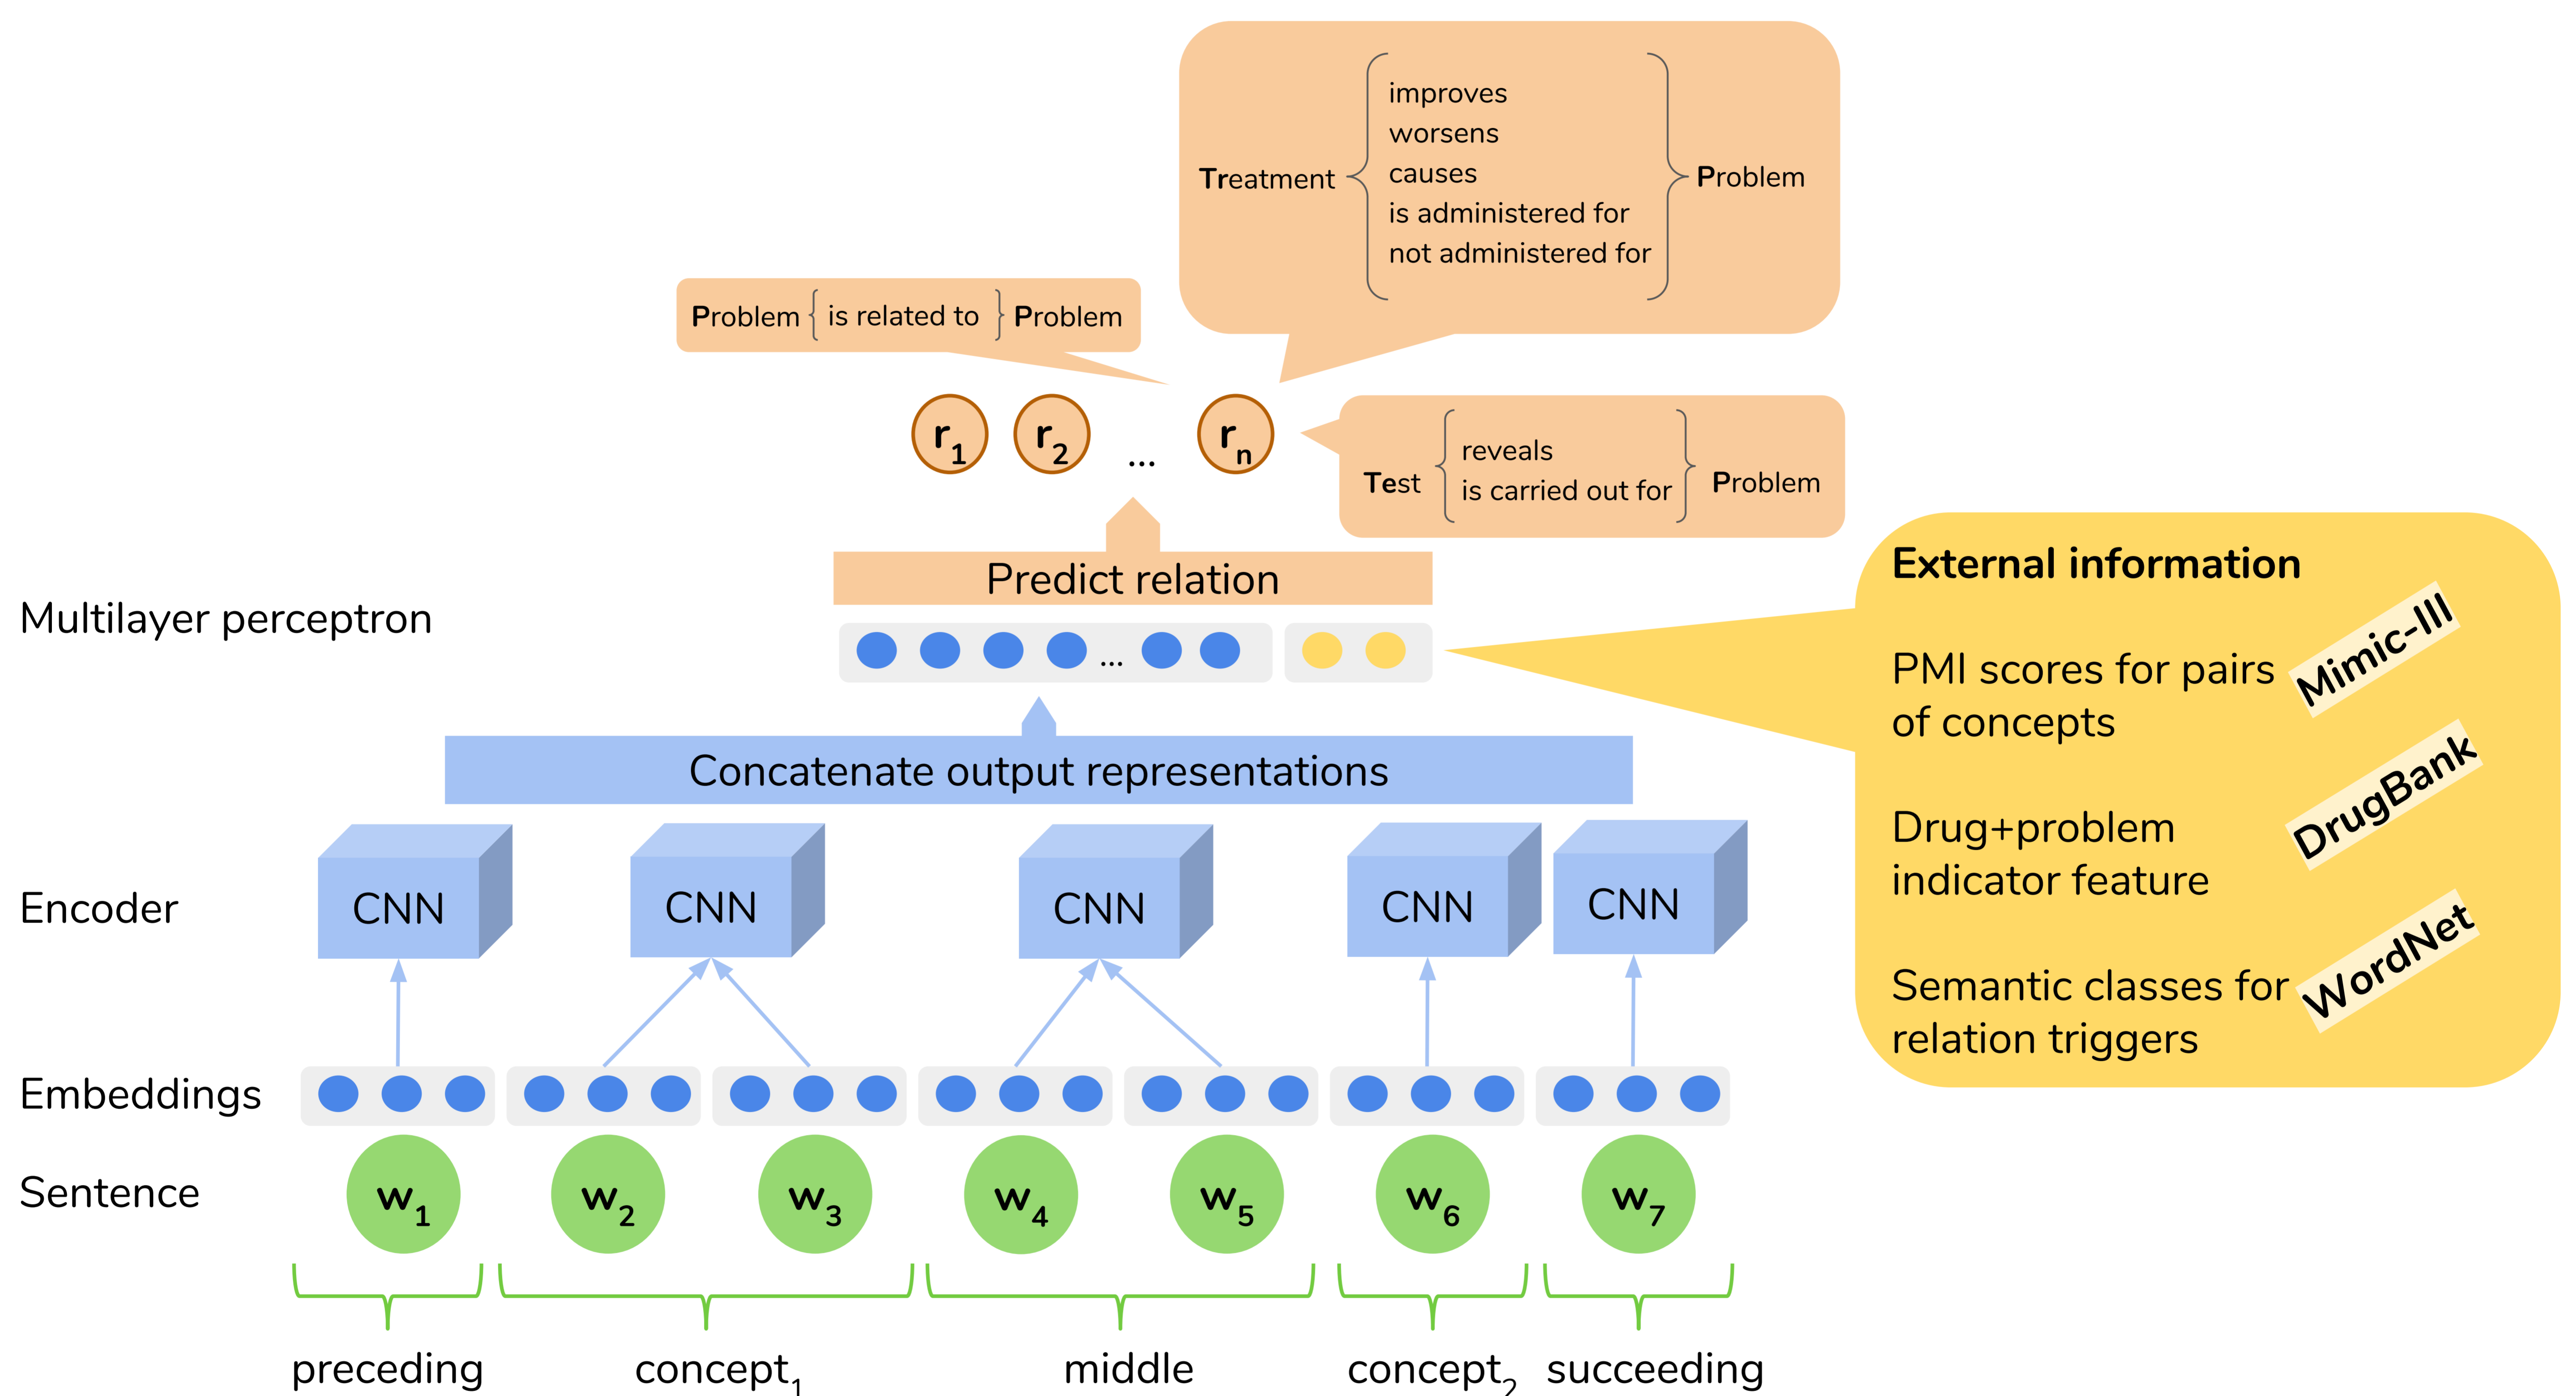 improves
worsens
Treatment causes Problem
is administered for
not administered for
Problem is related to Problem
r1 r2 ... rn
reveals
Test is carried out for Problem
Predict relation
Multilayer perceptron
...
External information
PMI scores for pairs
of concepts
Mimic-III
Drug+problem
indicator feature
DrugBank
Semantic classes for
relation triggers
WordNet
Concatenate output representations
Encoder CNN CNN CNN CNN CNN
Embeddings
Sentence w1 w2 w3 w4 w5 w6 w7
preceding concept1 middle concept2 succeeding